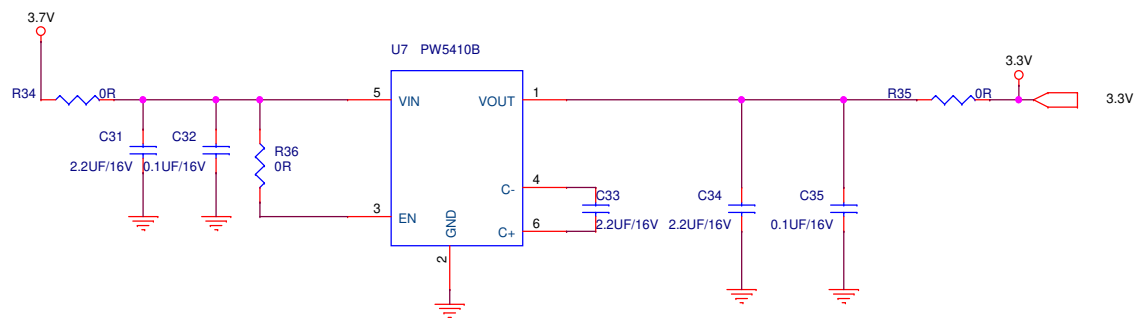 3.7V
U7 PW5410B
3.3V
R34 0R
5 VIN
VOUT 1
R35 0R
3.3V
C31
2.2UF/16V
C32
0.1UF/16V
R36
0R
C- 4
C33
2.2UF/16V
C34
2.2UF/16V
C35
0.1UF/16V
3 EN
GND
C+ 6
2